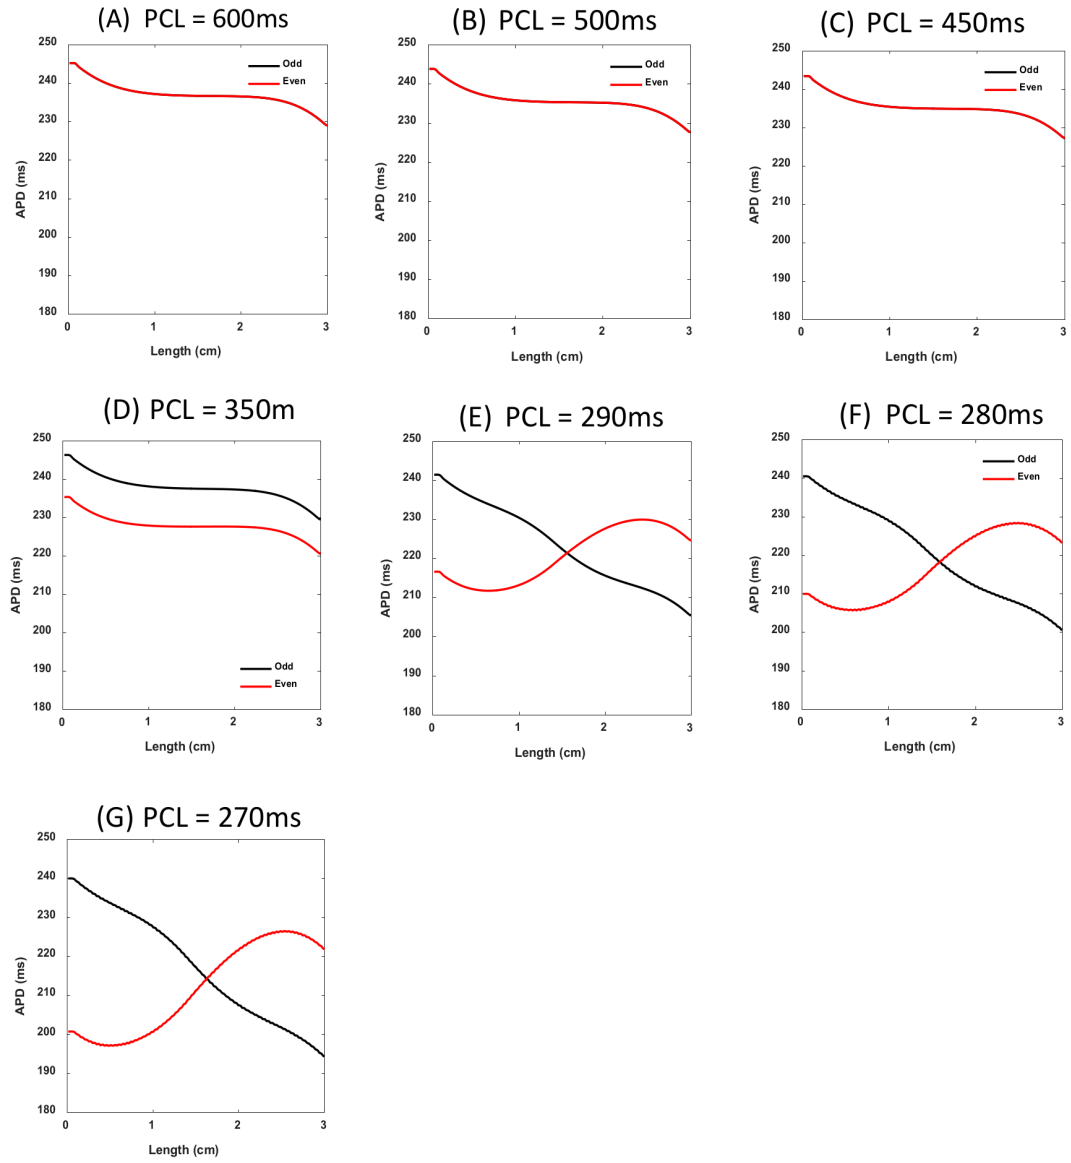 (A) PCL = 600ms
250
240
230
220
210
200
190
180
0 1 2 3
APD (ms)
Length (cm)
Odd
Even
(B) PCL = 500ms
250
240
230
220
210
200
190
180
0 1 2 3
APD (ms)
Length (cm)
Odd
Even
(C) PCL = 450ms
250
240
230
220
210
200
190
180
0 1 2 3
APD (ms)
Length (cm)
Odd
Even
(D) PCL = 350m
250
240
230
220
210
200
190
180
0 1 2 3
APD (ms)
Length (cm)
Odd
Even
(E) PCL = 290ms
250
240
230
220
210
200
190
180
0 1 2 3
APD (ms)
Length (cm)
(F) PCL = 280ms
250
240
230
220
210
200
190
180
0 1 2 3
APD (ms)
Length (cm)
Odd
Even
(G) PCL = 270ms
250
240
230
220
210
200
190
180
0 1 2 3
APD (ms)
Length (cm)